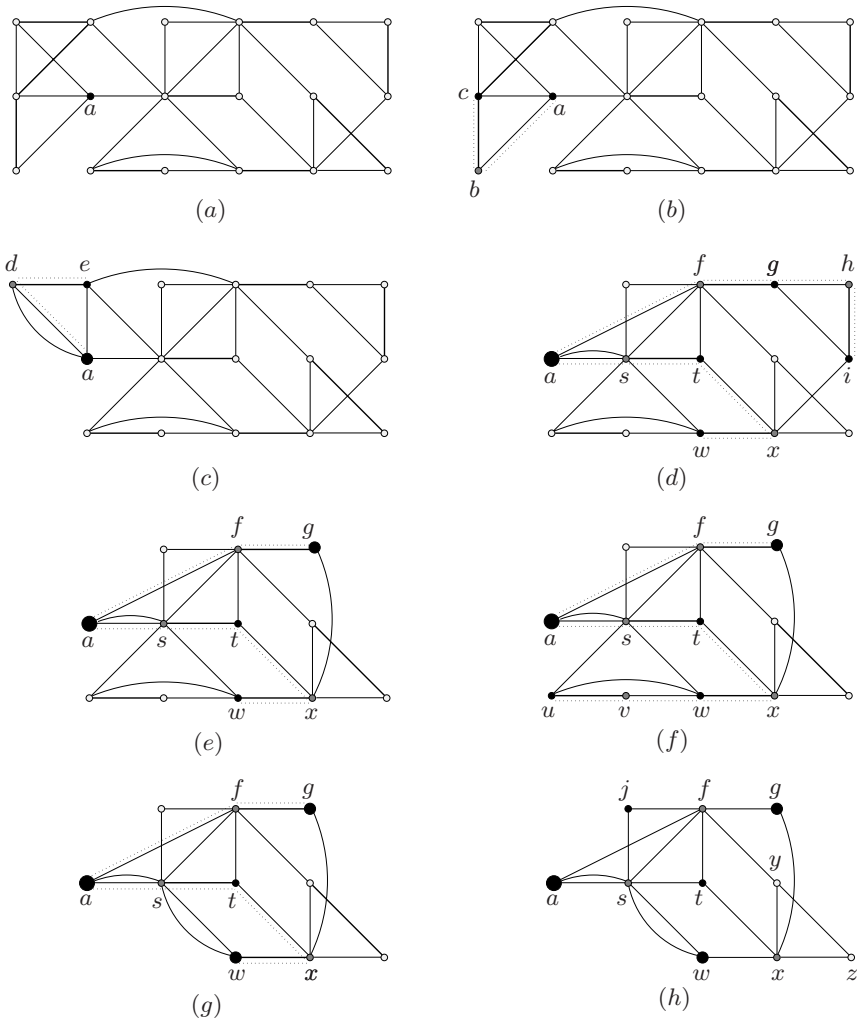 a
(a)
c
a
b
(b)
d e
a
(c)
f g h
a s t i
w x
(d)
f g
a s t
w x
(e)
f g
a s t
u v w x
(f)
f g
a s t
w x
(g)
j f g
y
a s t
w x z
(h)